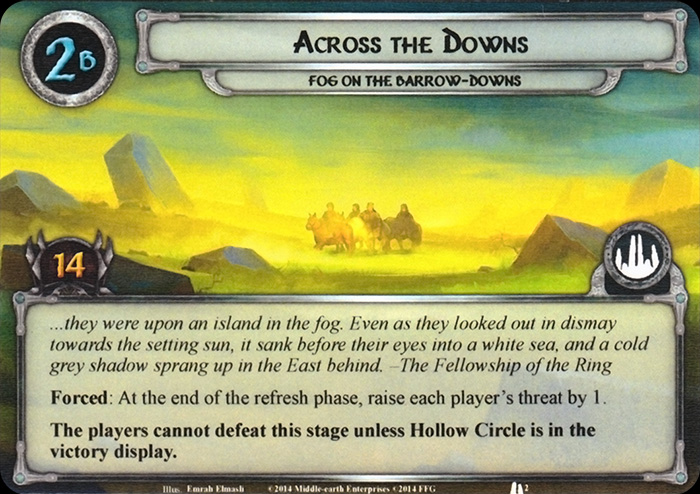 2B
Across the Downs
Fog on the Barrow-Downs
14
...they were upon an island in the fog. Even as they looked out in dismay
towards the setting sun, it sank before their eyes into a white sea, and a cold
grey shadow sprang up in the East behind. –The Fellowship of the Ring
Forced: At the end of the refresh phase, raise each player's threat by 1.
The players cannot defeat this stage unless Hollow Circle is in the
victory display.
Illus. Emrah Elmasli ©2014 Middle-earth Enterprises ©2014 FFG 2